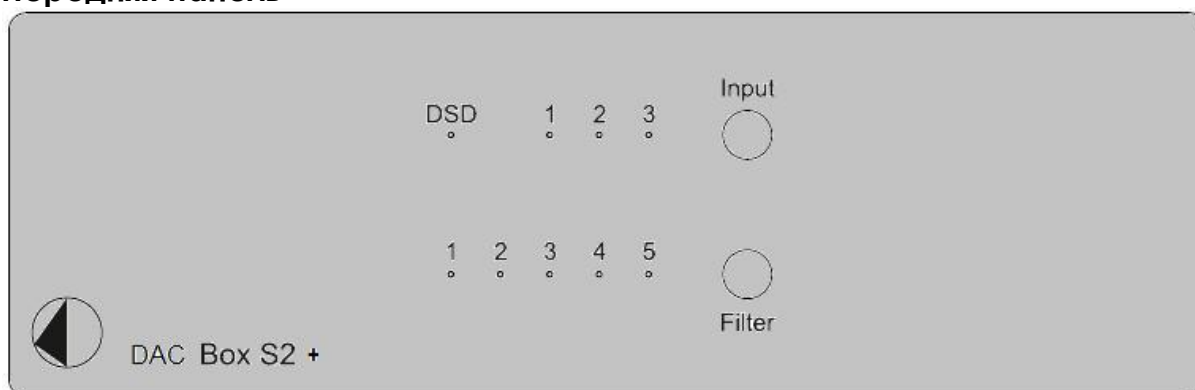 передняя панель
Input
DSD 1 2 3
1 2 3 4 5
Filter
DAC Box S2 +